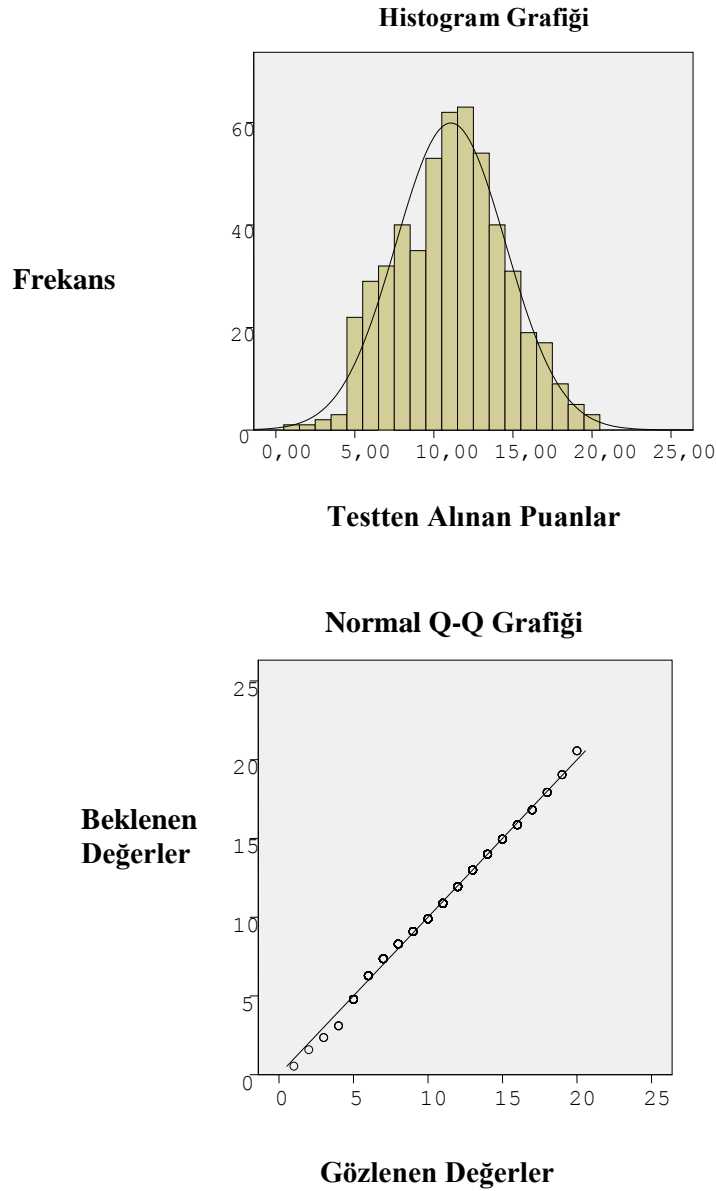 Histogram Grafiği
60
40
Frekans
20
0
0,00 5,00 10,00 15,00 20,00 25,00
Testten Alınan Puanlar
Normal Q-Q Grafiği
25
20
Beklenen
Değerler
15
10
5
0
0 5 10 15 20 25
Gözlenen Değerler